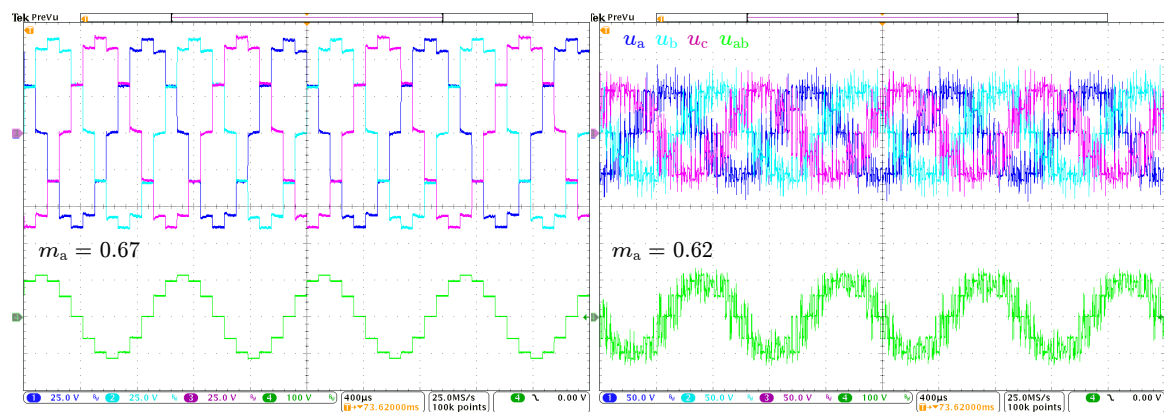 Tek PreVu
T
m_a = 0.67
1 25.0 V 2 25.0 V 3 25.0 V 4 100 V
400μs
T→▼73.62000ms
25.0MS/s
100k points
4 0.00 V
Tek PreVu
T
u_a u_b u_c u_ab
m_a = 0.62
1 50.0 V 2 50.0 V 3 50.0 V 4 100 V
400μs
T→▼73.62000ms
25.0MS/s
100k points
4 0.00 V